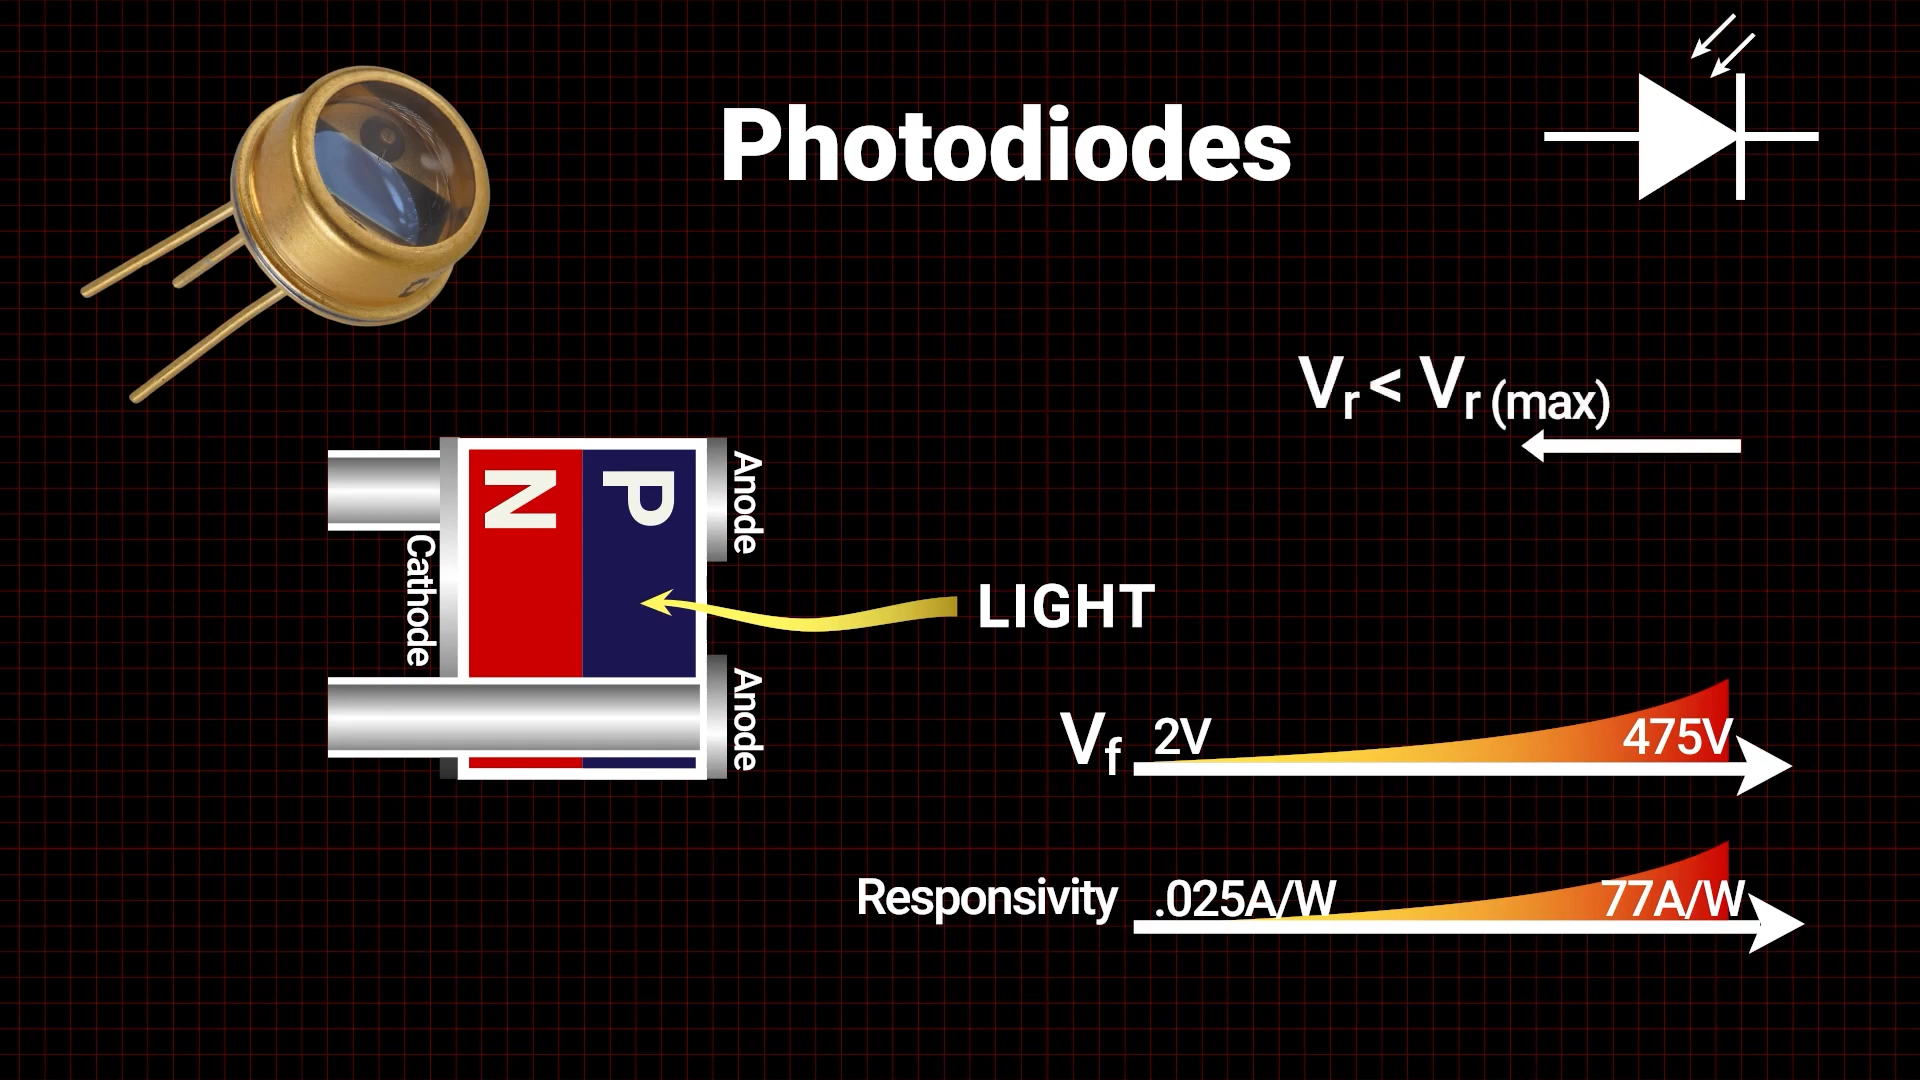 Photodiodes
Vr < Vr (max)
N
P
Anode
Cathode
LIGHT
Anode
Vf 2V 475V
Responsivity .025A/W 77A/W